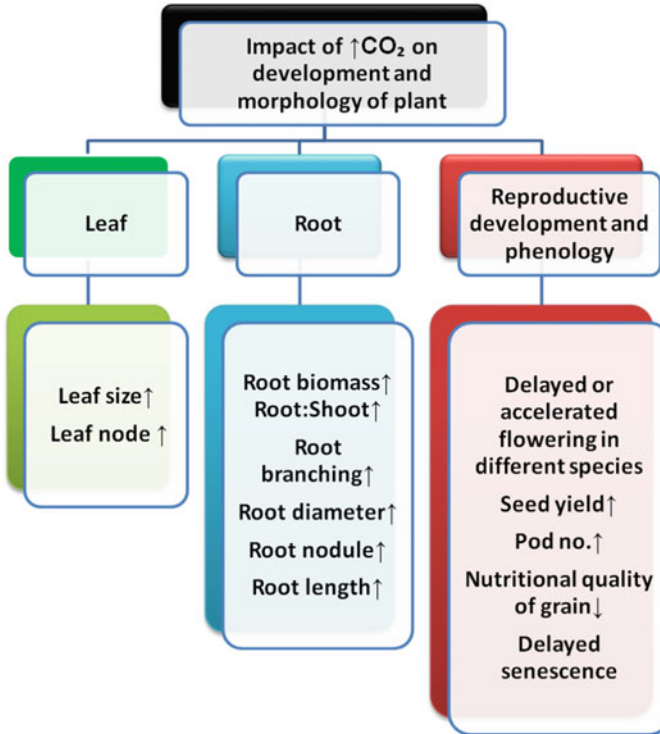 Impact of ↑CO₂ on
development and
morphology of plant
Leaf
Root
Reproductive
development and
phenology
Leaf size↑
Leaf node ↑
Root biomass↑
Root:Shoot↑
Root
branching↑
Root diameter↑
Root nodule↑
Root length↑
Delayed or
accelerated
flowering in
different species
Seed yield↑
Pod no.↑
Nutritional quality
of grain↓
Delayed
senescence